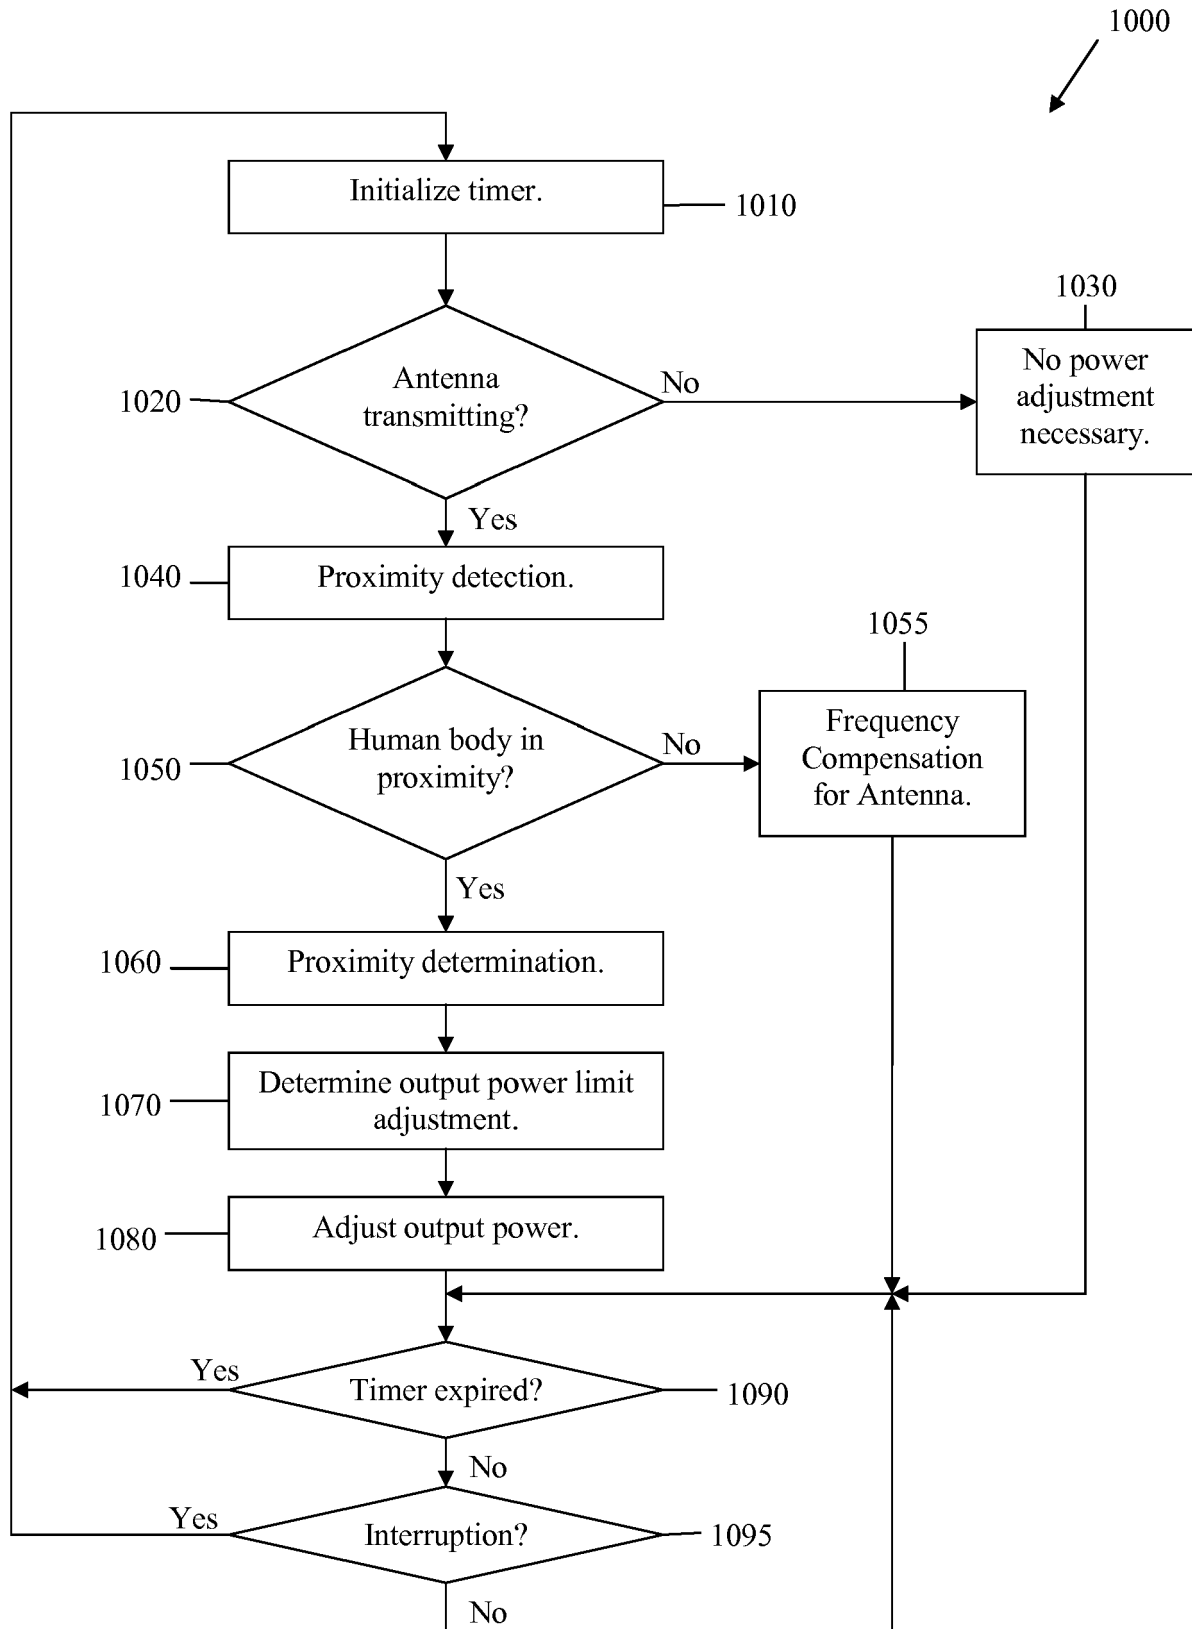 1000
Initialize timer.
1010
1030
No power
adjustment
necessary.
Antenna
transmitting?
No
1020
Yes
Proximity detection.
1040
1055
Frequency
Compensation
for Antenna.
Human body in
proximity?
No
1050
Yes
Proximity determination.
1060
Determine output power limit
adjustment.
1070
Adjust output power.
1080
Yes
Timer expired?
1090
No
Yes
Interruption?
1095
No